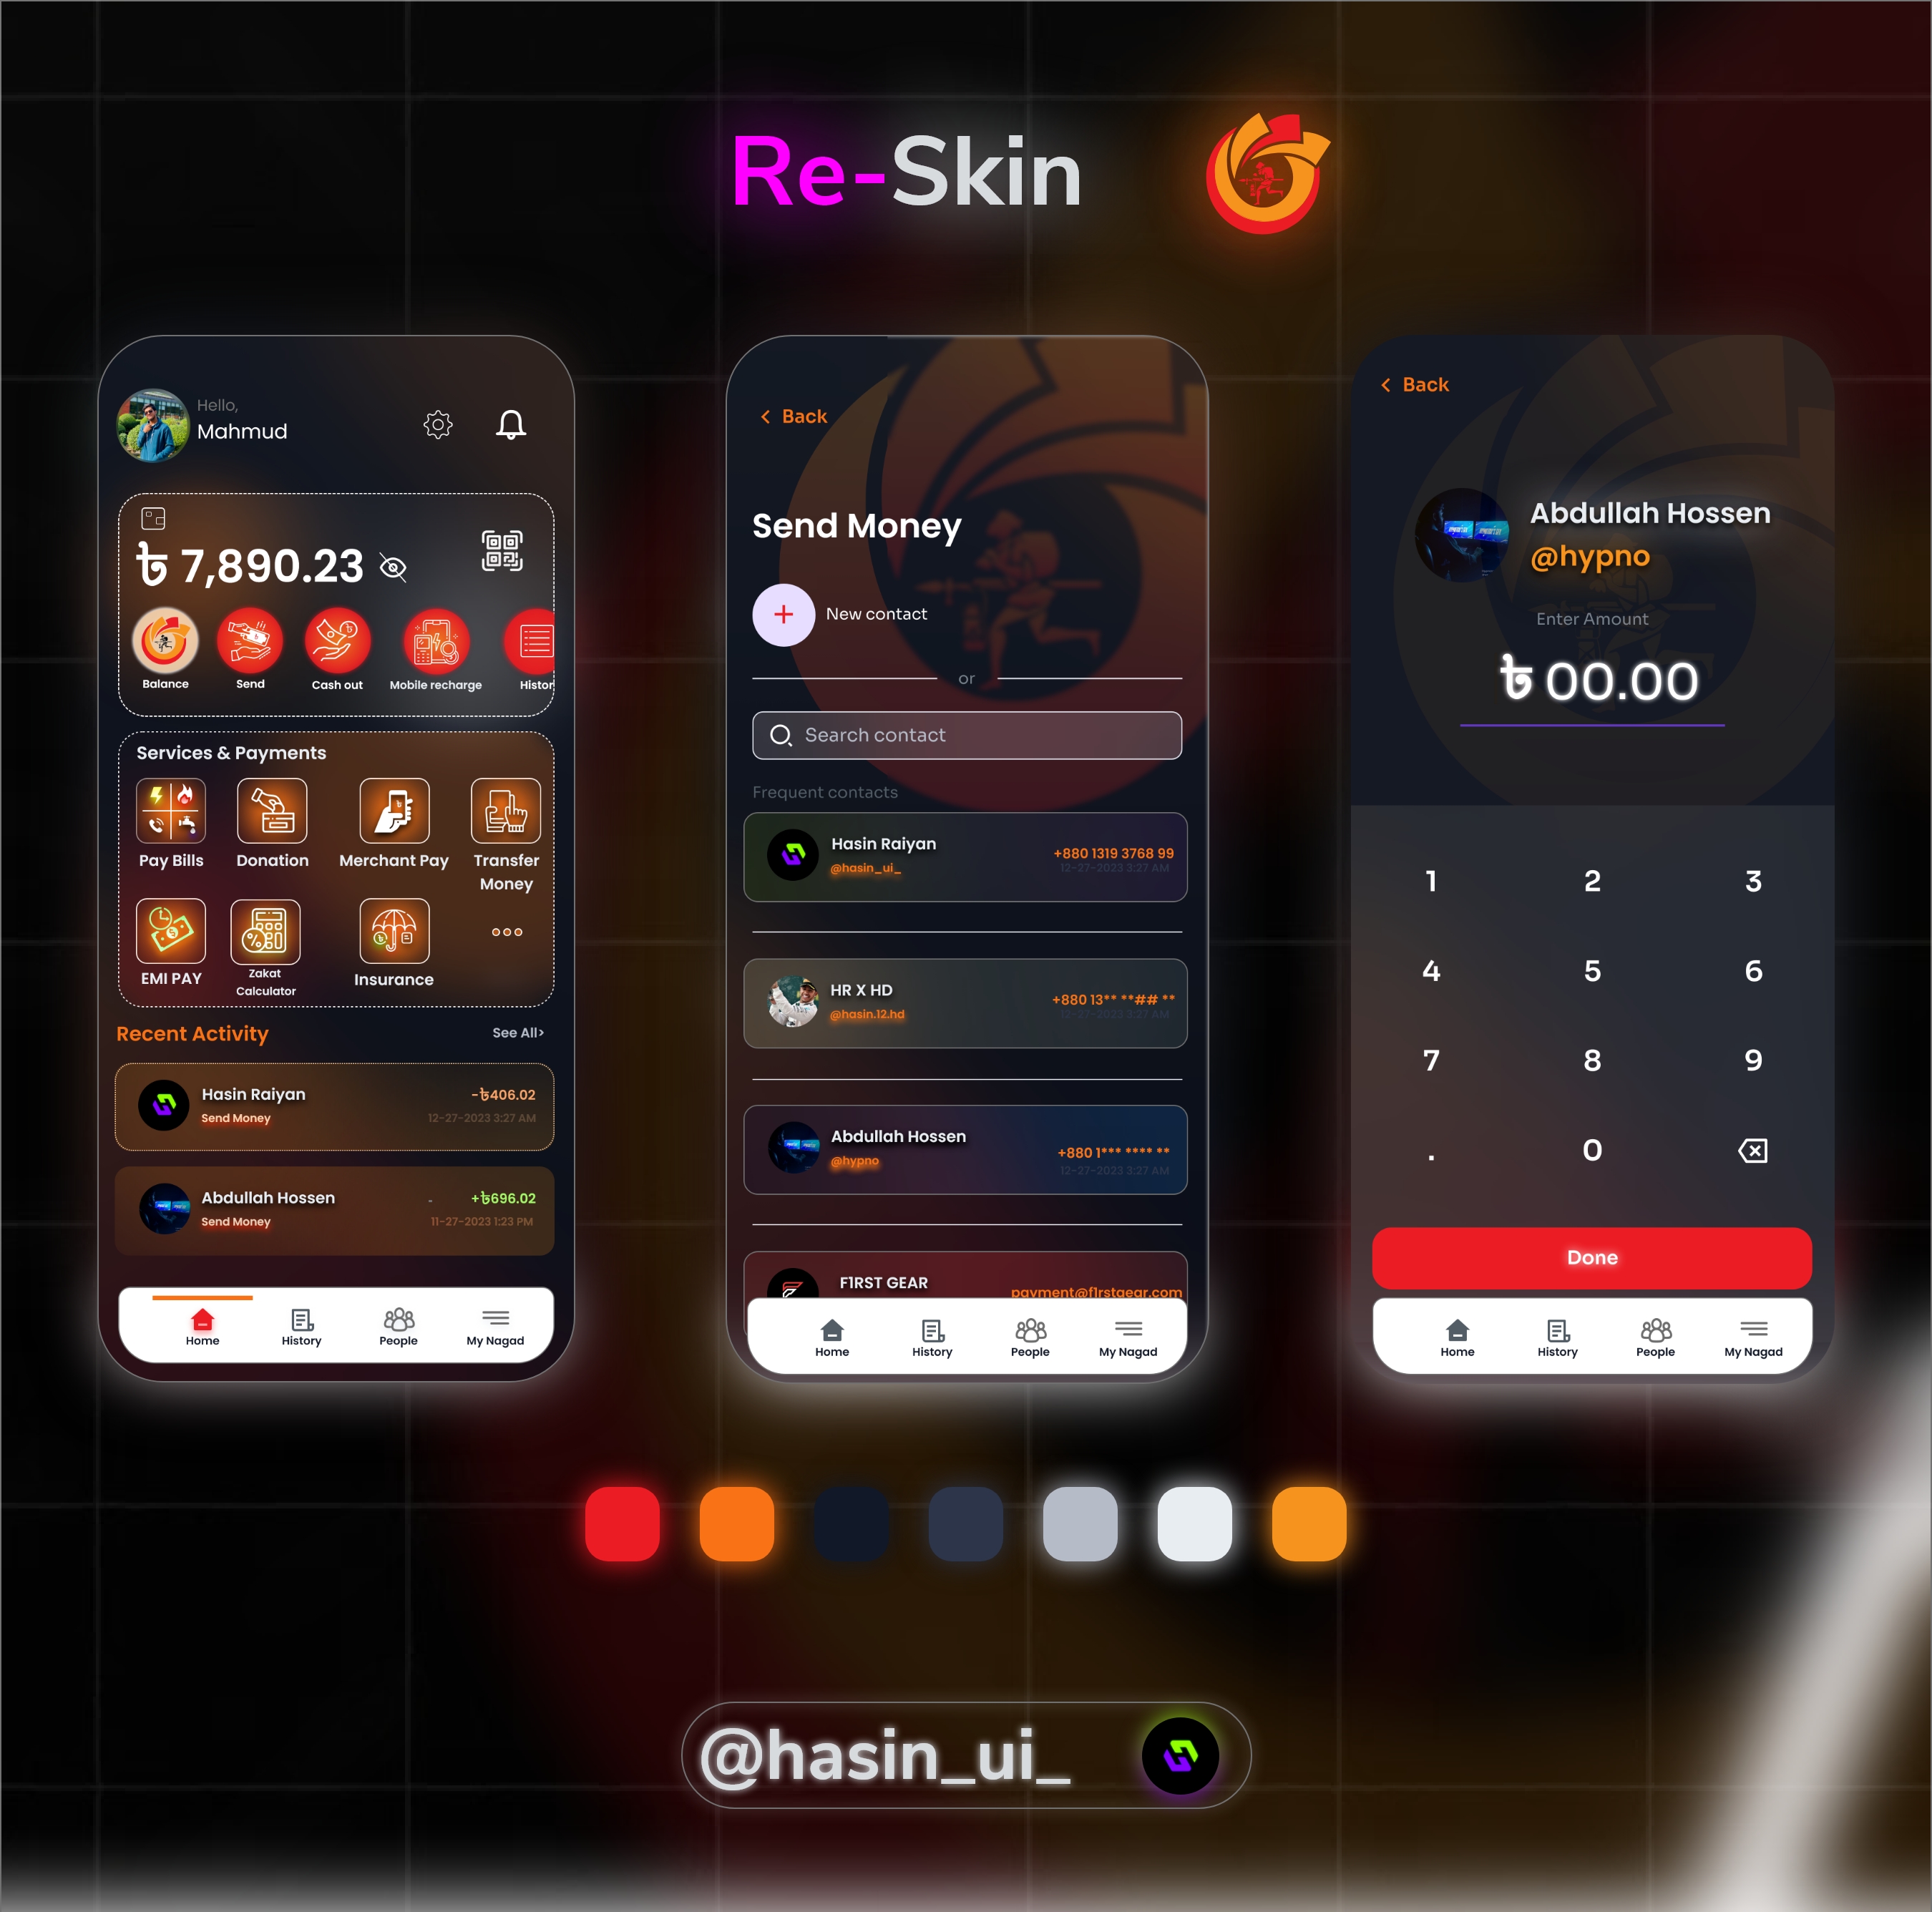 Re-Skin
Hello,
Mahmud
৳ 7,890.23
Balance
Send
Cash out
Mobile recharge
Histor
Services & Payments
Pay Bills
Donation
Merchant Pay
Transfer
Money
EMI PAY
Zakat
Calculator
Insurance
Recent Activity
See All>
Hasin Raiyan
-৳406.02
Send Money
12-27-2023 3:27 AM
Abdullah Hossen
- +৳696.02
Send Money
11-27-2023 1:23 PM
Home
History
People
My Nagad
Back
Send Money
New contact
or
Search contact
Frequent contacts
Hasin Raiyan
+880 1319 3768 99
@hasin_ui_
12-27-2023 3:27 AM
HR X HD
+880 13** **## **
@hasin.12.hd
12-27-2023 3:27 AM
Abdullah Hossen
+880 1*** **** **
@hypno
12-27-2023 3:27 AM
F1RST GEAR
payment@f1rstgear.com
Home
History
People
My Nagad
Back
Abdullah Hossen
@hypno
Enter Amount
৳ 00.00
1 2 3
4 5 6
7 8 9
. 0
Done
Home
History
People
My Nagad
@hasin_ui_